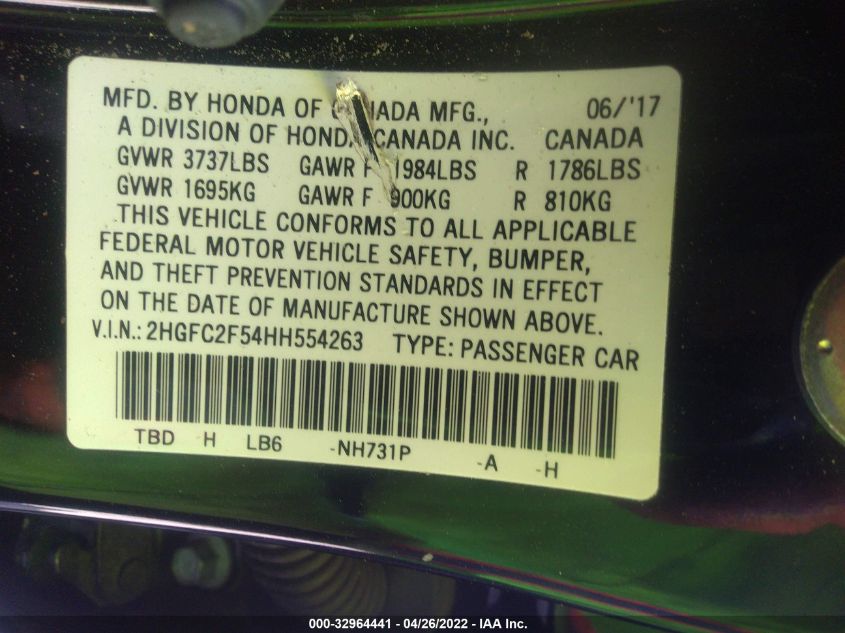 MFD. BY HONDA OF CANADA MFG., 06/'17
A DIVISION OF HONDA CANADA INC. CANADA
GVWR 3737LBS GAWR F 1984LBS R 1786LBS
GVWR 1695KG GAWR F 900KG R 810KG
THIS VEHICLE CONFORMS TO ALL APPLICABLE
FEDERAL MOTOR VEHICLE SAFETY, BUMPER,
AND THEFT PREVENTION STANDARDS IN EFFECT
ON THE DATE OF MANUFACTURE SHOWN ABOVE.
V.I.N.: 2HGFC2F54HH554263 TYPE: PASSENGER CAR
TBD H LB6 -NH731P -A -H
000-32964441 - 04/26/2022 - IAA Inc.